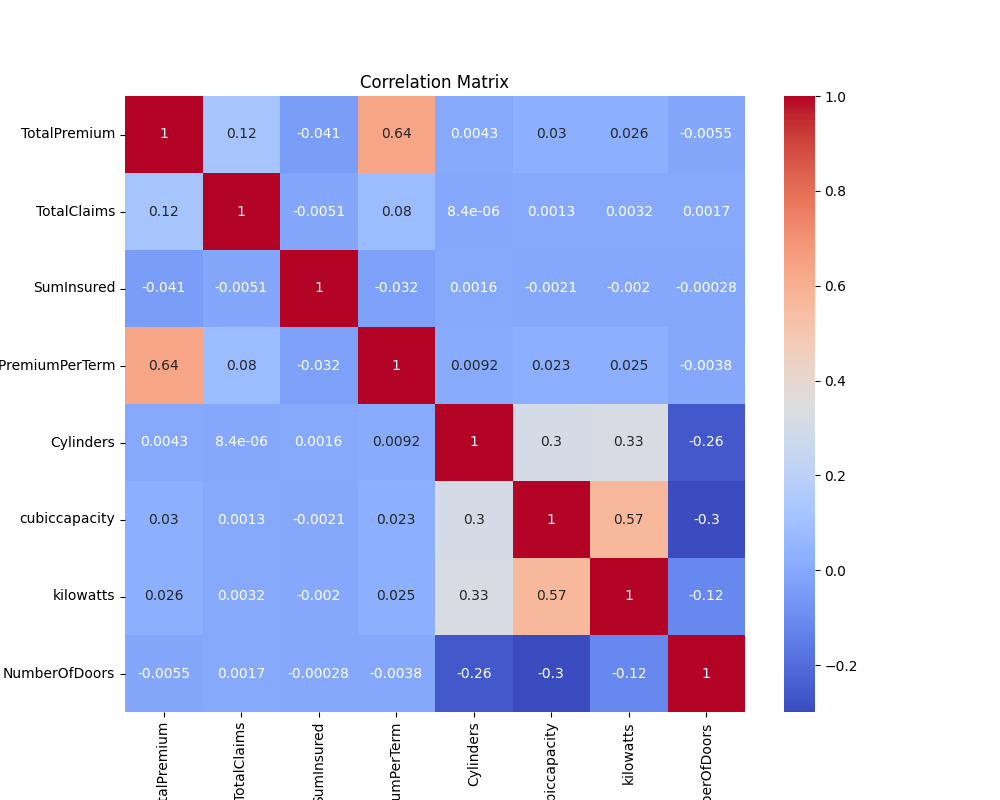 Correlation Matrix
TotalPremium 1 0.12 -0.041 0.64 0.0043 0.03 0.026 -0.0055
TotalClaims 0.12 1 -0.0051 0.08 8.4e-06 0.0013 0.0032 0.0017
SumInsured -0.041 -0.0051 1 -0.032 0.0016 -0.0021 -0.002 -0.00028
PremiumPerTerm 0.64 0.08 -0.032 1 0.0092 0.023 0.025 -0.0038
Cylinders 0.0043 8.4e-06 0.0016 0.0092 1 0.3 0.33 -0.26
cubiccapacity 0.03 0.0013 -0.0021 0.023 0.3 1 0.57 -0.3
kilowatts 0.026 0.0032 -0.002 0.025 0.33 0.57 1 -0.12
NumberOfDoors -0.0055 0.0017 -0.00028 -0.0038 -0.26 -0.3 -0.12 1
talPremium
TotalClaims
SumInsured
umPerTerm
Cylinders
biccapacity
kilowatts
berOfDoors
1.0
0.8
0.6
0.4
0.2
0.0
−0.2